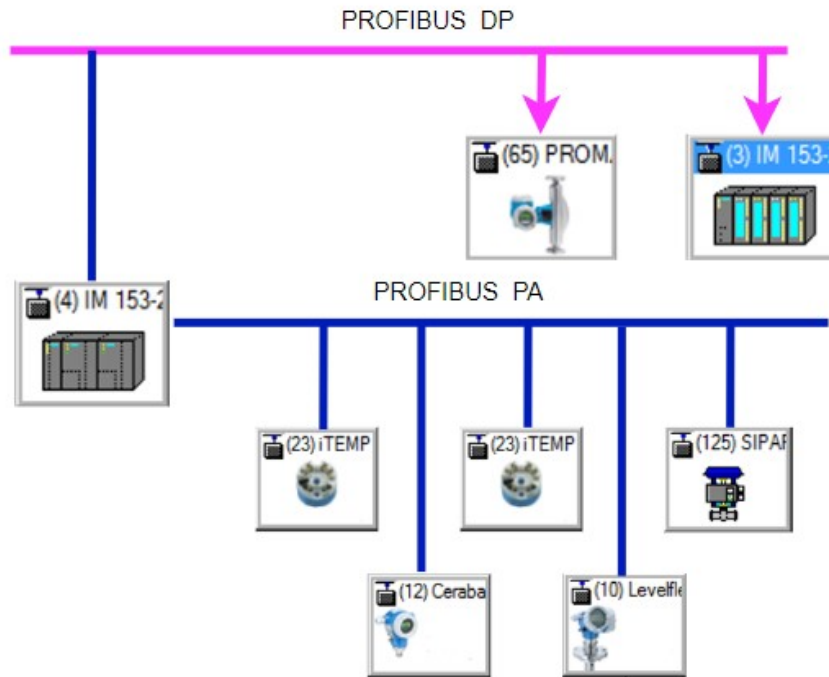 PROFIBUS DP
(65) PROM
(3) IM 153-
(4) IM 153-2
PROFIBUS PA
(23) iTEMP
(23) iTEMP
(125) SIPAR
(12) Ceraba
(10) Levelfle